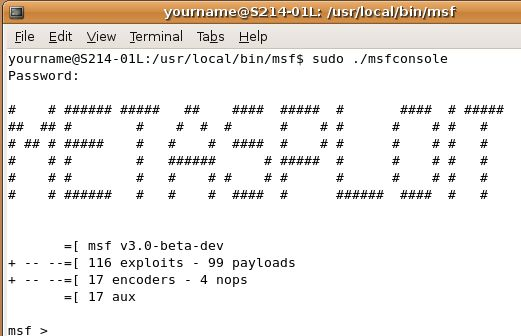 yourname@S214-01L: /usr/local/bin/msf
File Edit View Terminal Tabs Help
yourname@S214-01L:/usr/local/bin/msf$ sudo ./msfconsole
Password:
METASPLOIT
=[ msf v3.0-beta-dev
+ -- --=[ 116 exploits - 99 payloads
+ -- --=[ 17 encoders - 4 nops
=[ 17 aux
msf >